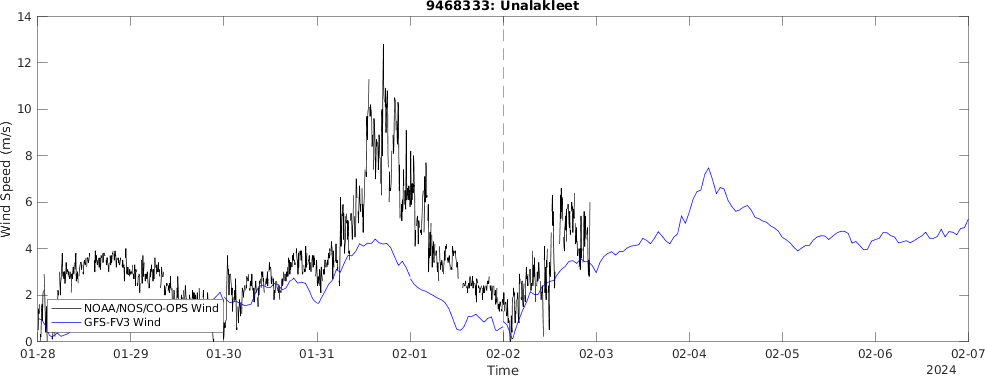 9468333: Unalakleet
14
12
10
8
6
4
2
0
Wind Speed (m/s)
NOAA/NOS/CO-OPS Wind
GFS-FV3 Wind
01-28 01-29 01-30 01-31 02-01 02-02 02-03 02-04 02-05 02-06 02-07
Time
2024